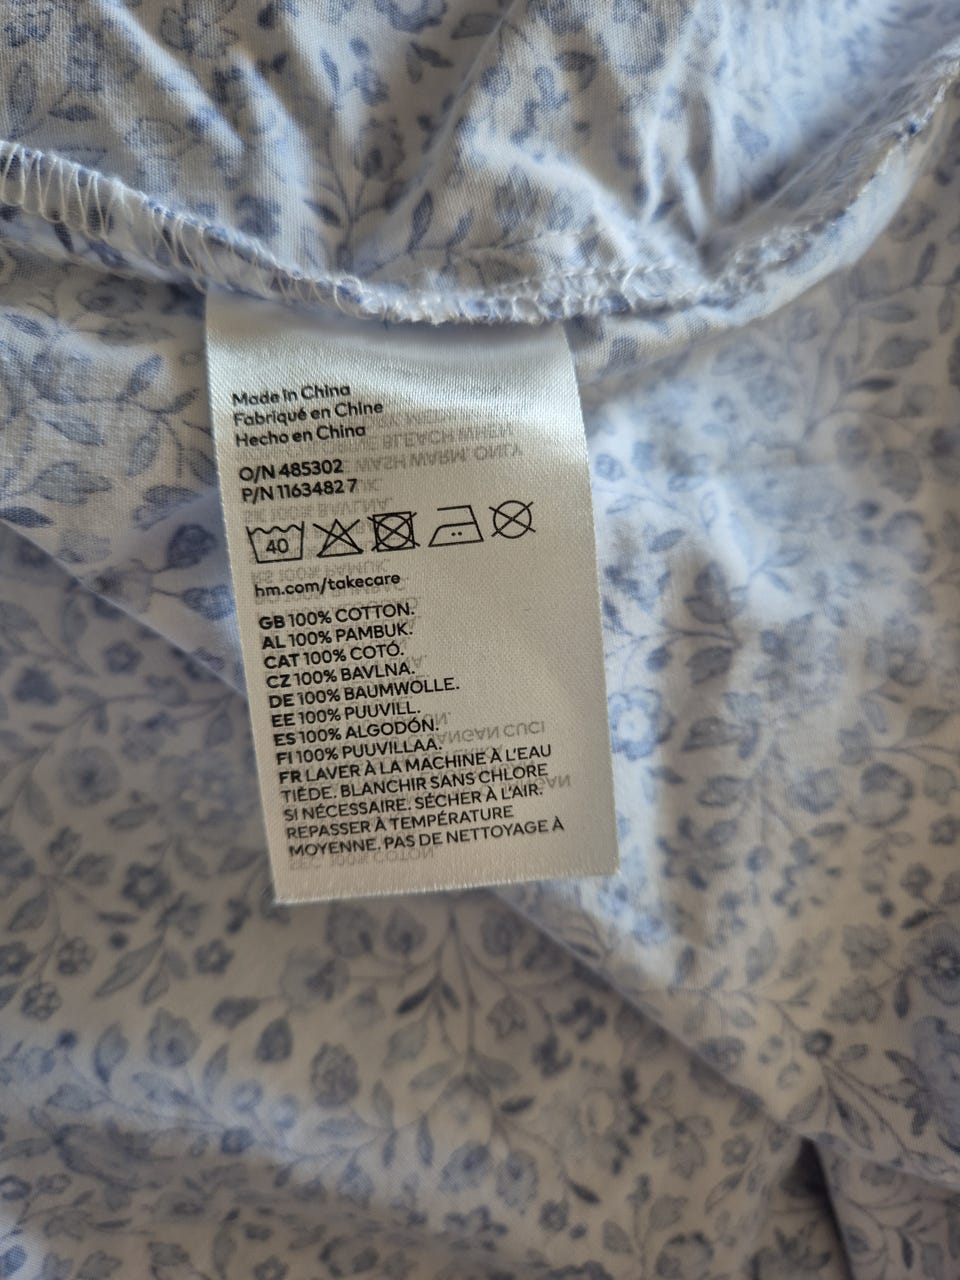 Made in China
Fabriqué en Chine
Hecho en China
O/N 485302
P/N 1163482 7
40
hm.com/takecare
GB 100% COTTON.
AL 100% PAMBUK.
CAT 100% COTÓ.
CZ 100% BAVLNA.
DE 100% BAUMWOLLE.
EE 100% PUUVILL.
ES 100% ALGODÓN.
FI 100% PUUVILLAA.
FR LAVER À LA MACHINE À L'EAU
TIÈDE. BLANCHIR SANS CHLORE
SI NÉCESSAIRE. SÉCHER À L'AIR.
REPASSER À TEMPÉRATURE
MOYENNE. PAS DE NETTOYAGE À